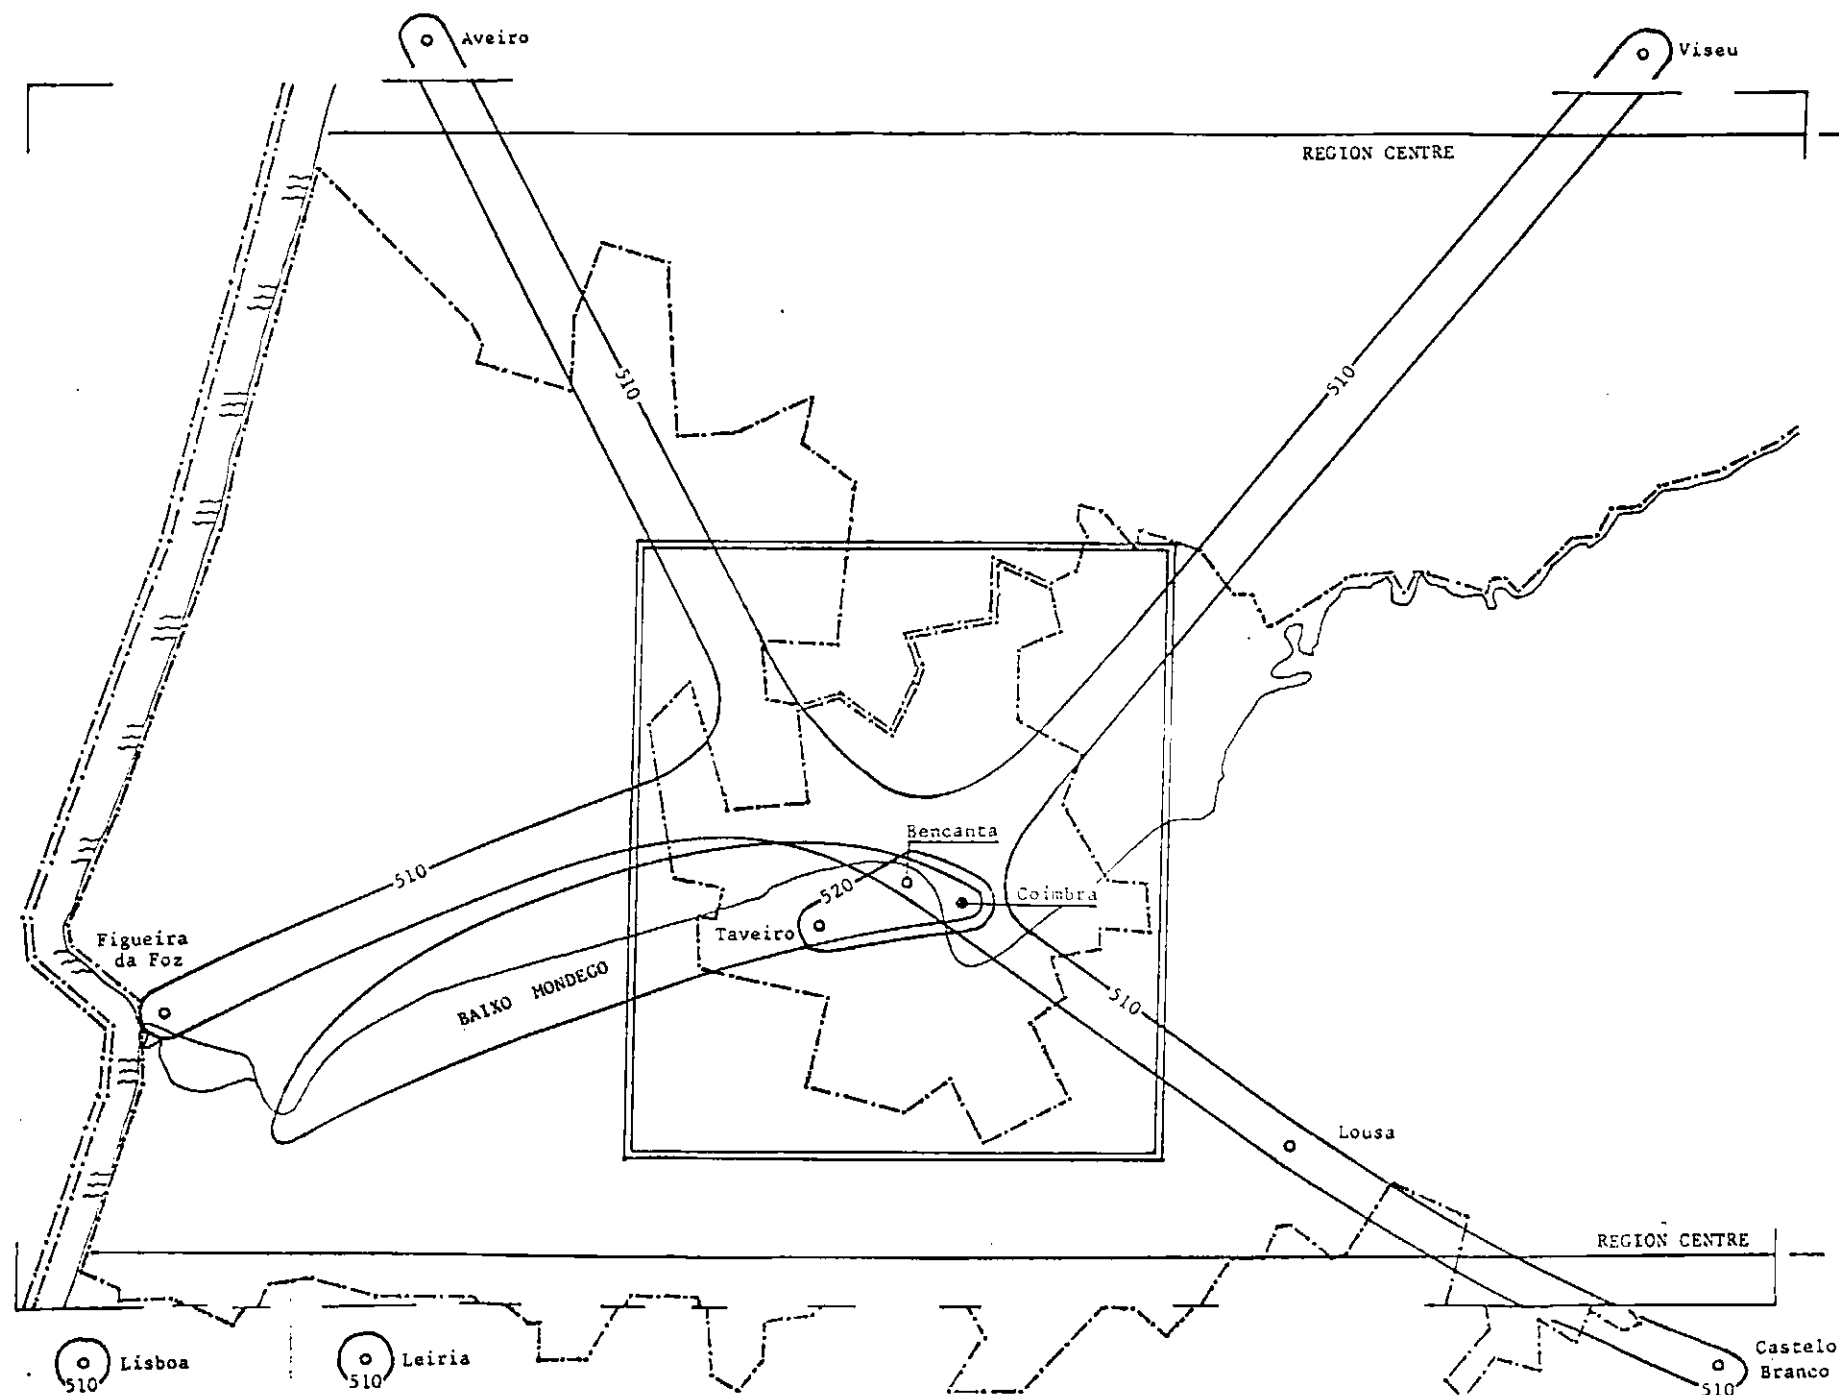 Aveiro
Viseu
REGION CENTRE
510
510
Bencanta
510
520
Coimbra
Taveiro
Figueira
da Foz
BAIXO MONDEGO
510
Lousa
REGION CENTRE
Lisboa
510
Leiria
510
Castelo
Branco
510